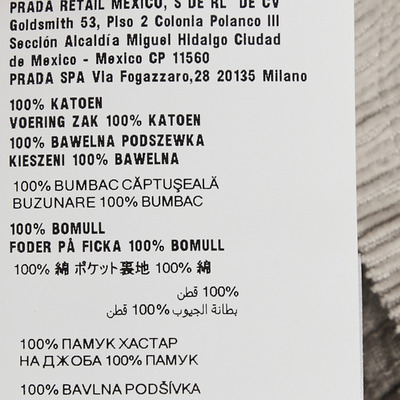 PRADA RETAIL MEXICO, S DE RL DE CV
Goldsmith 53, PIso 2 Colonia Polanco III
Sección Alcaldía Miguel Hidalgo Ciudad
de Mexico - Mexico CP 11560
PRADA SPA Via Fogazzaro,28 20135 Milano
100% KATOEN
VOERING ZAK 100% KATOEN
100% BAWELNA PODSZEWKA
KIESZENI 100% BAWELNA
100% BUMBAC CĂPTUŞEALĂ
BUZUNARE 100% BUMBAC
100% BOMULL
FODER PÅ FICKA 100% BOMULL
100% 綿 ポケット裏地 100% 綿
100% قطن
بطانة الجيوب 100% قطن
100% ПАМУК ХАСТАР
НА ДЖОБА 100% ПАМУК
100% BAVLNA PODŠÍVKA